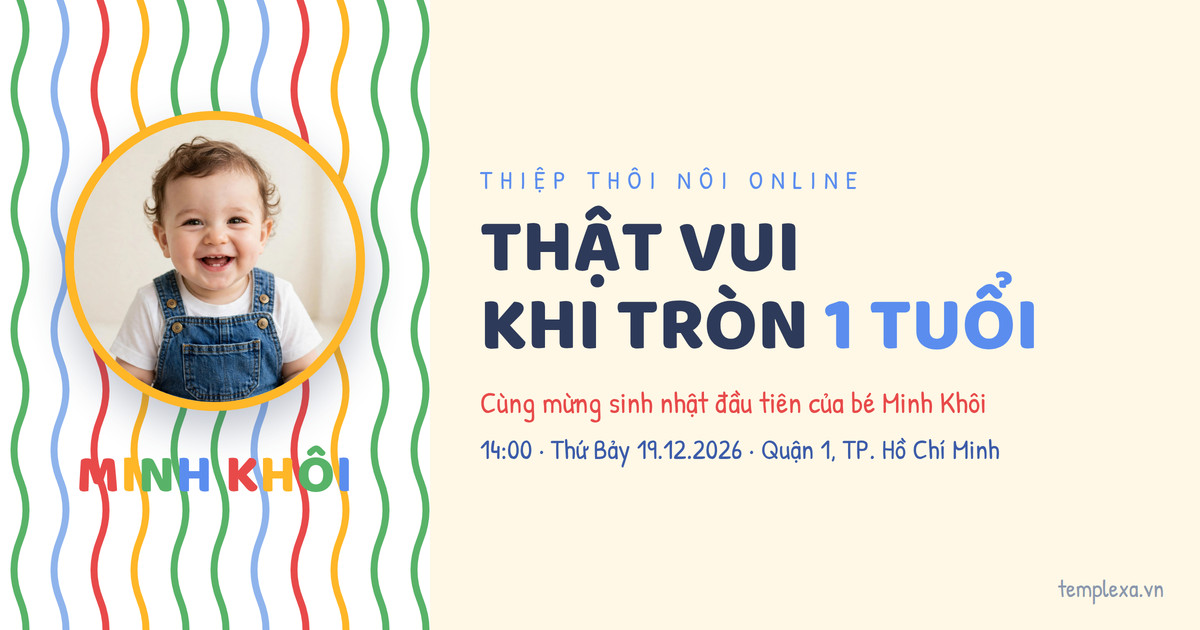 MINH KHÔI
THIỆP THÔI NÔI ONLINE
THẬT VUI
KHI TRÒN 1 TUỔI
Cùng mừng sinh nhật đầu tiên của bé Minh Khôi
14:00 · Thứ Bảy 19.12.2026 · Quận 1, TP. Hồ Chí Minh
templexa.vn